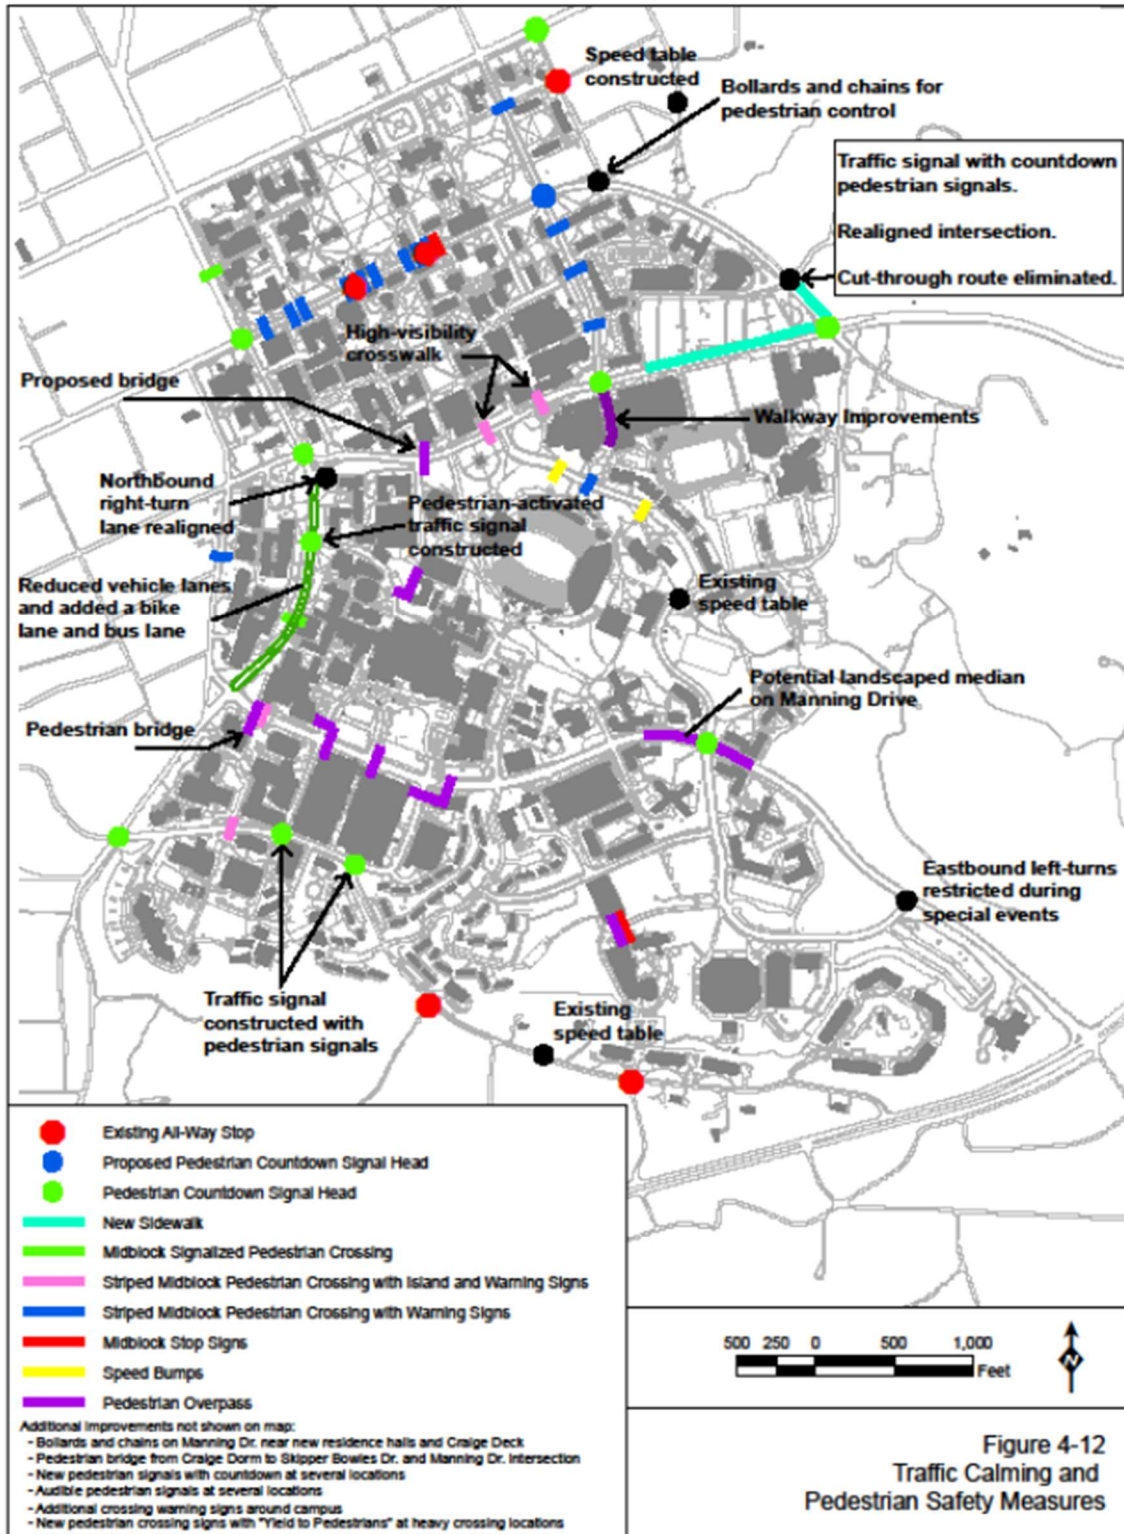 Speed table
constructed
Bollards and chains for
pedestrian control
Traffic signal with countdown
pedestrian signals.
Realigned intersection.
Cut-through route eliminated.
High-visibility
crosswalk
Proposed bridge
Walkway Improvements
Northbound
right-turn
lane realigned
Pedestrian-activated
traffic signal
constructed
Reduced vehicle lanes
and added a bike
lane and bus lane
Existing
speed table
Potential landscaped median
on Manning Drive
Pedestrian bridge
Eastbound left-turns
restricted during
special events
Traffic signal
constructed with
pedestrian signals
Existing
speed table
Existing All-Way Stop
Proposed Pedestrian Countdown Signal Head
Pedestrian Countdown Signal Head
New Sidewalk
Midblock Signalized Pedestrian Crossing
Striped Midblock Pedestrian Crossing with Island and Warning Signs
Striped Midblock Pedestrian Crossing with Warning Signs
Midblock Stop Signs
Speed Bumps
Pedestrian Overpass
Additional improvements not shown on map:
- Bollards and chains on Manning Dr. near new residence halls and Craige Deck
- Pedestrian bridge from Craige Dorm to Skipper Bowles Dr. and Manning Dr. Intersection
- New pedestrian signals with countdown at several locations
- Audible pedestrian signals at several locations
- Additional crossing warning signs around campus
- New pedestrian crossing signs with "Yield to Pedestrians" at heavy crossing locations
500 250 0 500 1,000
Feet
N
Figure 4-12
Traffic Calming and
Pedestrian Safety Measures